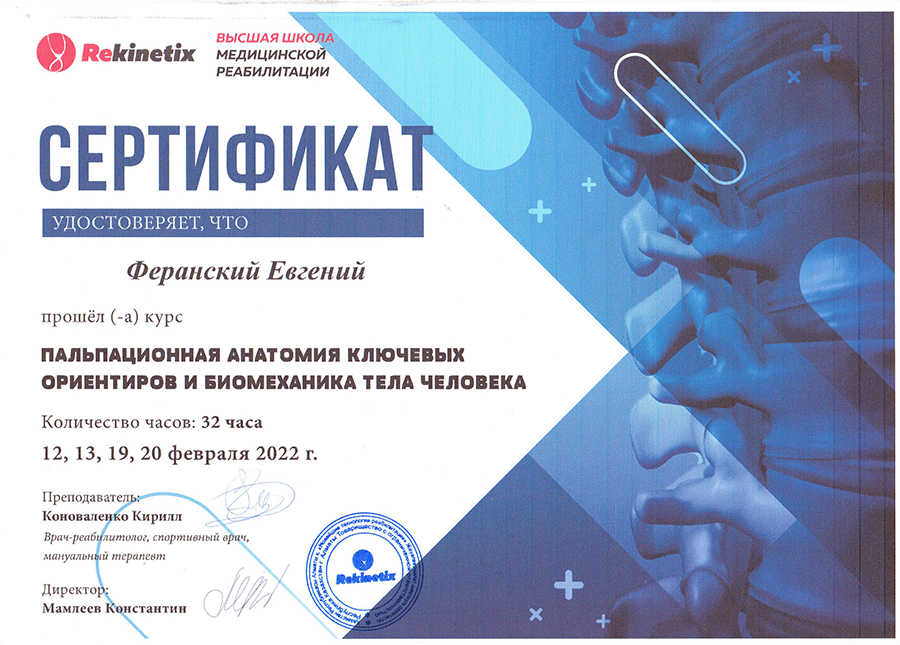 Rekinetix
ВЫСШАЯ ШКОЛА
МЕДИЦИНСКОЙ
РЕАБИЛИТАЦИИ
СЕРТИФИКАТ
УДОСТОВЕРЯЕТ, ЧТО
Феранский Евгений
прошёл (-а) курс
ПАЛЬПАЦИОННАЯ АНАТОМИЯ КЛЮЧЕВЫХ
ОРИЕНТИРОВ И БИОМЕХАНИКА ТЕЛА ЧЕЛОВЕКА
Количество часов: 32 часа
12, 13, 19, 20 февраля 2022 г.
Преподаватель:
Коноваленко Кирилл
Врач-реабилитолог, спортивный врач,
мануальный терапевт
Директор:
Мамлеев Константин
Rekinetix